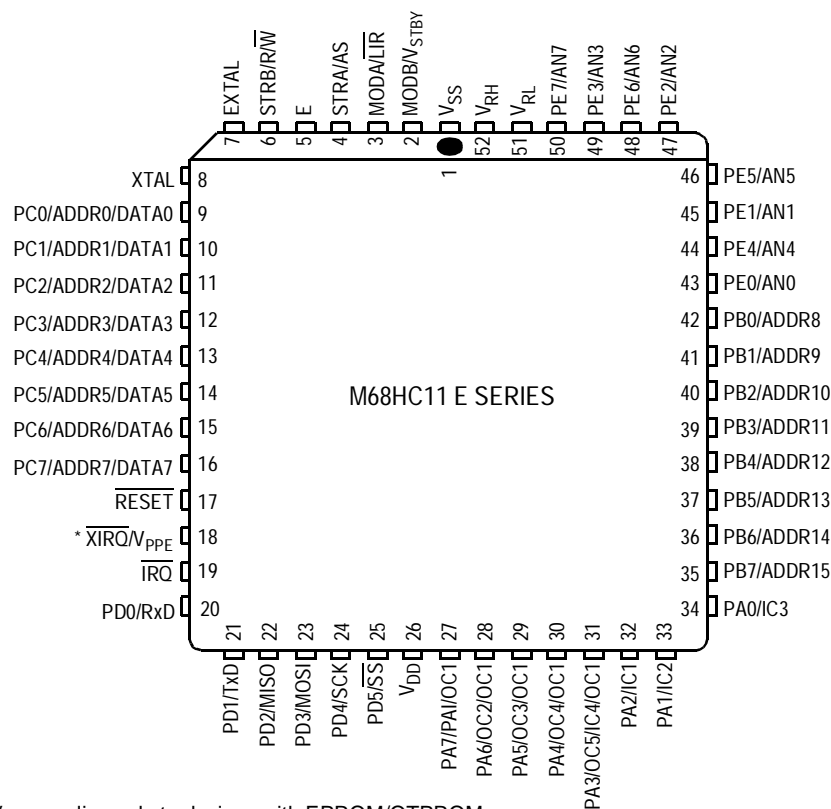 EXTAL
STRB/R/W
E
STRA/AS
MODA/LIR
MODB/VSTBY
VSS
VRH
VRL
PE7/AN7
PE3/AN3
PE6/AN6
PE2/AN2
7
6
5
4
3
2
1
52
51
50
49
48
47
XTAL 8
PC0/ADDR0/DATA0 9
PC1/ADDR1/DATA1 10
PC2/ADDR2/DATA2 11
PC3/ADDR3/DATA3 12
PC4/ADDR4/DATA4 13
PC5/ADDR5/DATA5 14
PC6/ADDR6/DATA6 15
PC7/ADDR7/DATA7 16
RESET 17
* XIRQ/VPPE 18
IRQ 19
PD0/RxD 20
M68HC11 E SERIES
46 PE5/AN5
45 PE1/AN1
44 PE4/AN4
43 PE0/AN0
42 PB0/ADDR8
41 PB1/ADDR9
40 PB2/ADDR10
39 PB3/ADDR11
38 PB4/ADDR12
37 PB5/ADDR13
36 PB6/ADDR14
35 PB7/ADDR15
34 PA0/IC3
21
22
23
24
25
26
27
28
29
30
31
32
33
PD1/TxD
PD2/MISO
PD3/MOSI
PD4/SCK
PD5/SS
VDD
PA7/PAI/OC1
PA6/OC2/OC1
PA5/OC3/OC1
PA4/OC4/OC1
PA3/OC5/IC4/OC1
PA2/IC1
PA1/IC2